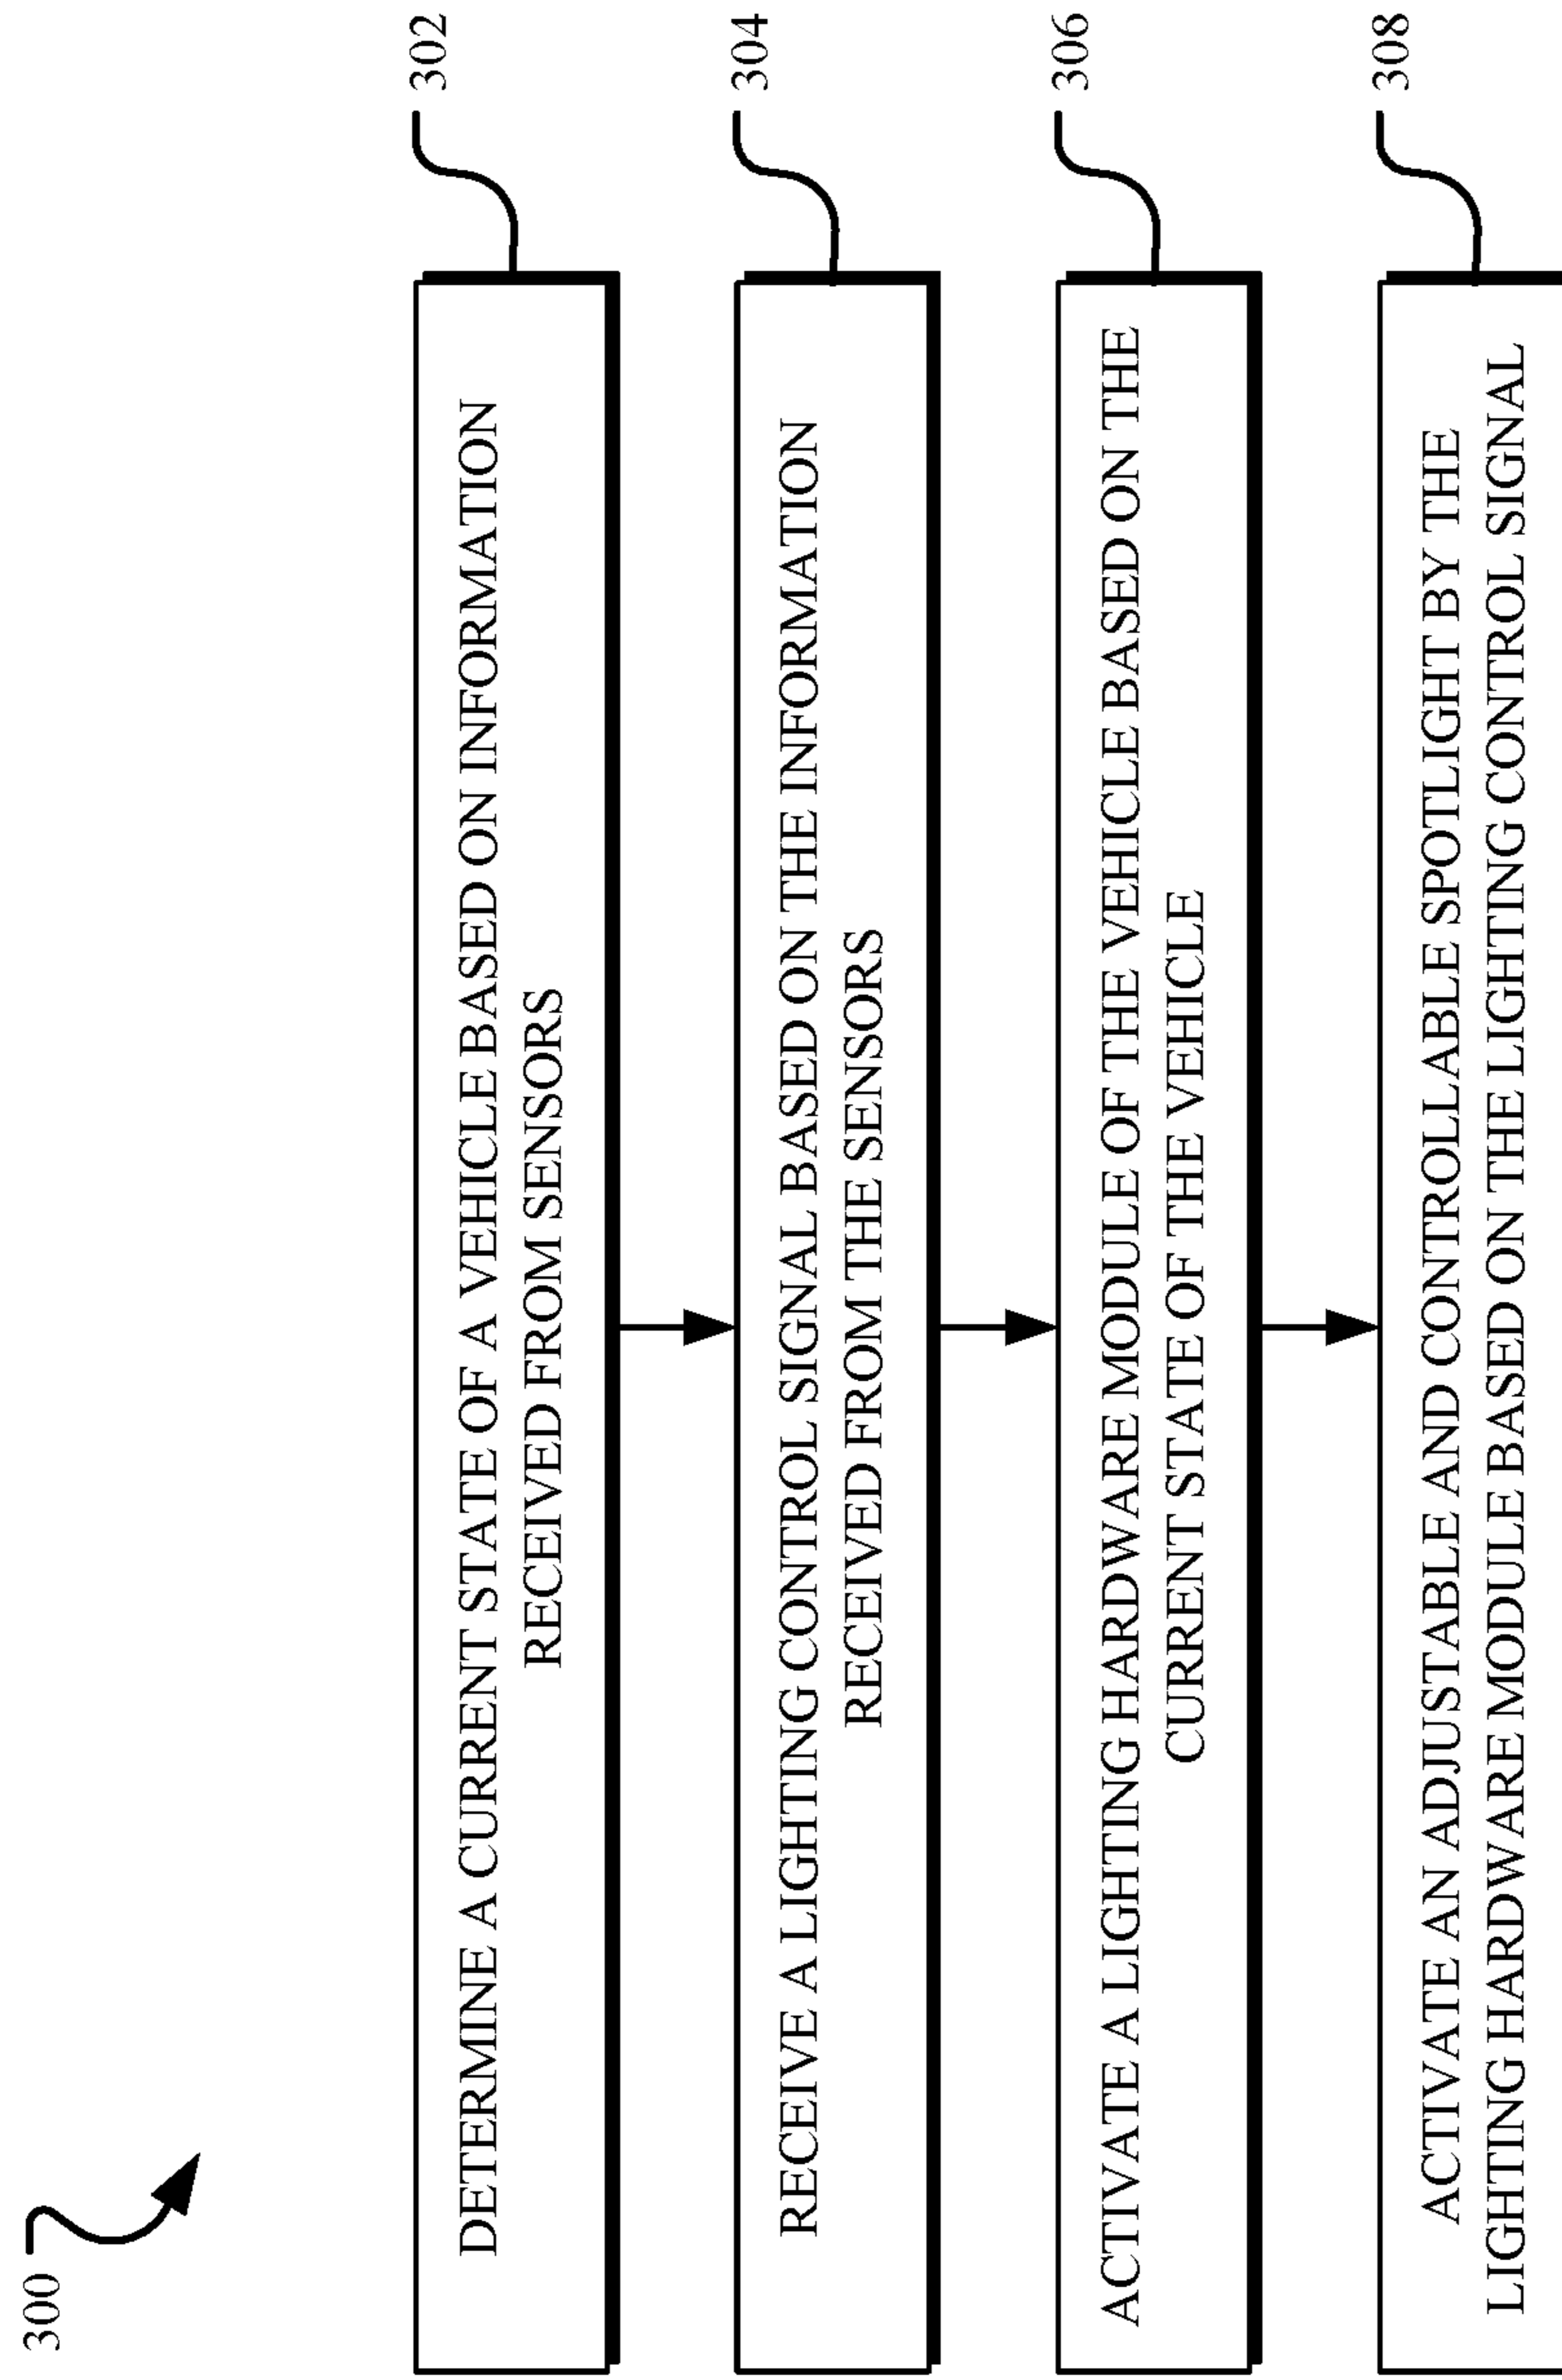 300
DETERMINE A CURRENT STATE OF A VEHICLE BASED ON INFORMATION
RECEIVED FROM SENSORS
302
RECEIVE A LIGHTING CONTROL SIGNAL BASED ON THE INFORMATION
RECEIVED FROM THE SENSORS
304
ACTIVATE A LIGHTING HARDWARE MODULE OF THE VEHICLE BASED ON THE
CURRENT STATE OF THE VEHICLE
306
ACTIVATE AN ADJUSTABLE AND CONTROLLABLE SPOTLIGHT BY THE
LIGHTING HARDWARE MODULE BASED ON THE LIGHTING CONTROL SIGNAL
308